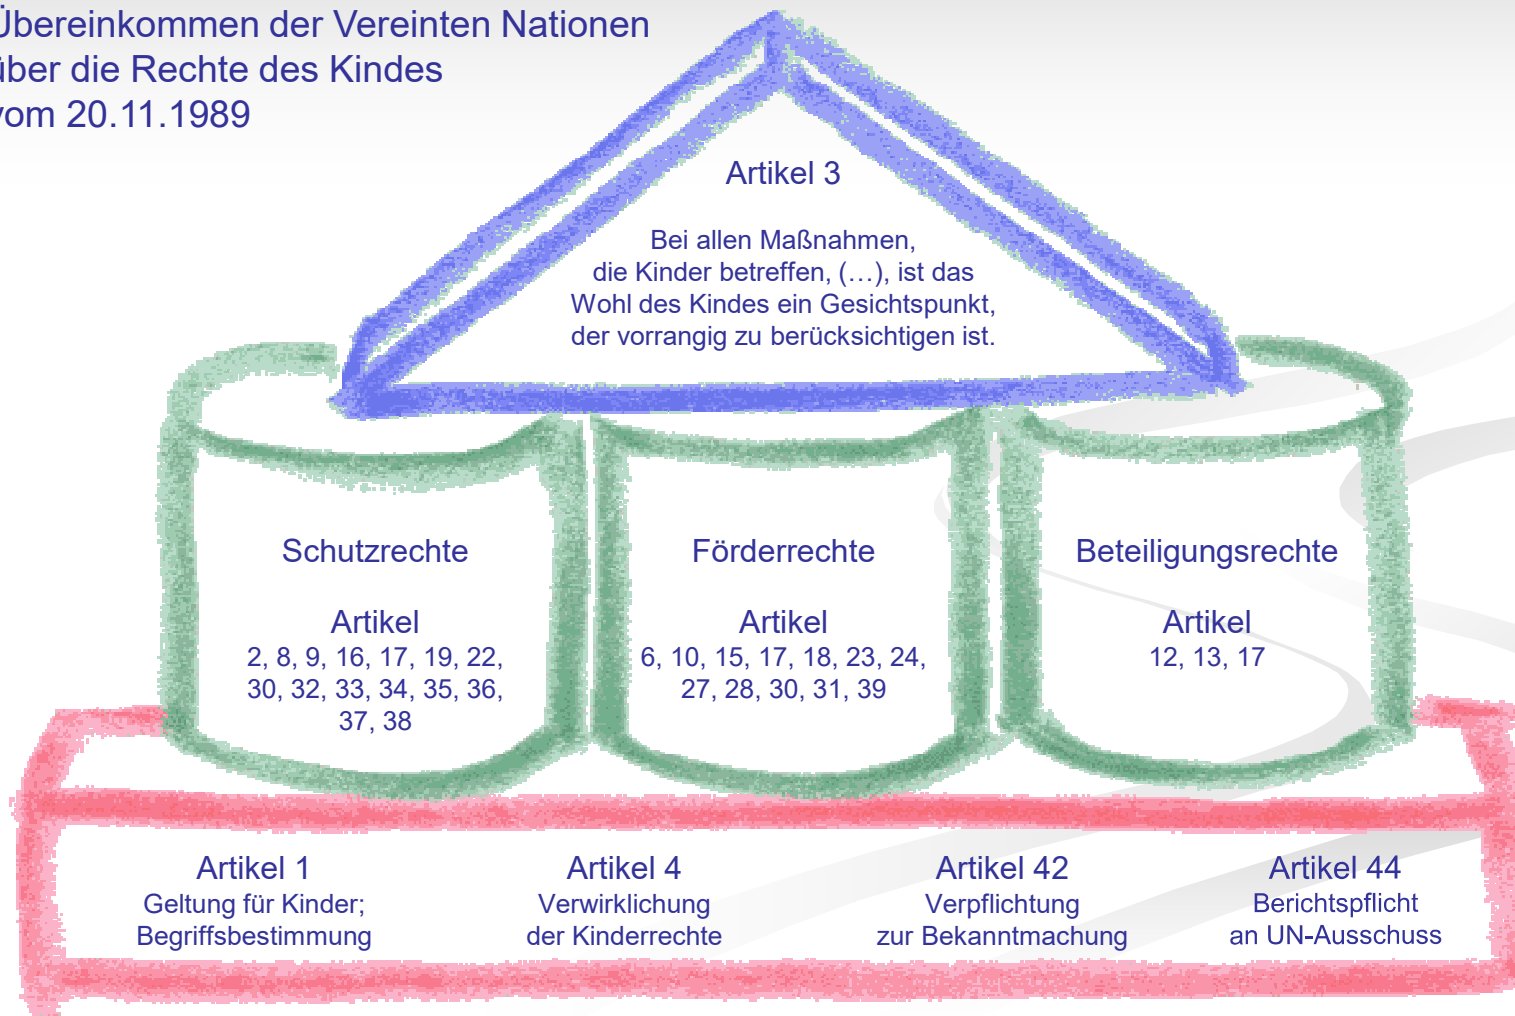 Übereinkommen der Vereinten Nationen
über die Rechte des Kindes
vom 20.11.1989
Artikel 3
Bei allen Maßnahmen,
die Kinder betreffen, (…), ist das
Wohl des Kindes ein Gesichtspunkt,
der vorrangig zu berücksichtigen ist.
Schutzrechte
Artikel
2, 8, 9, 16, 17, 19, 22,
30, 32, 33, 34, 35, 36,
37, 38
Förderrechte
Artikel
6, 10, 15, 17, 18, 23, 24,
27, 28, 30, 31, 39
Beteiligungsrechte
Artikel
12, 13, 17
Artikel 1
Geltung für Kinder;
Begriffsbestimmung
Artikel 4
Verwirklichung
der Kinderrechte
Artikel 42
Verpflichtung
zur Bekanntmachung
Artikel 44
Berichtspflicht
an UN-Ausschuss